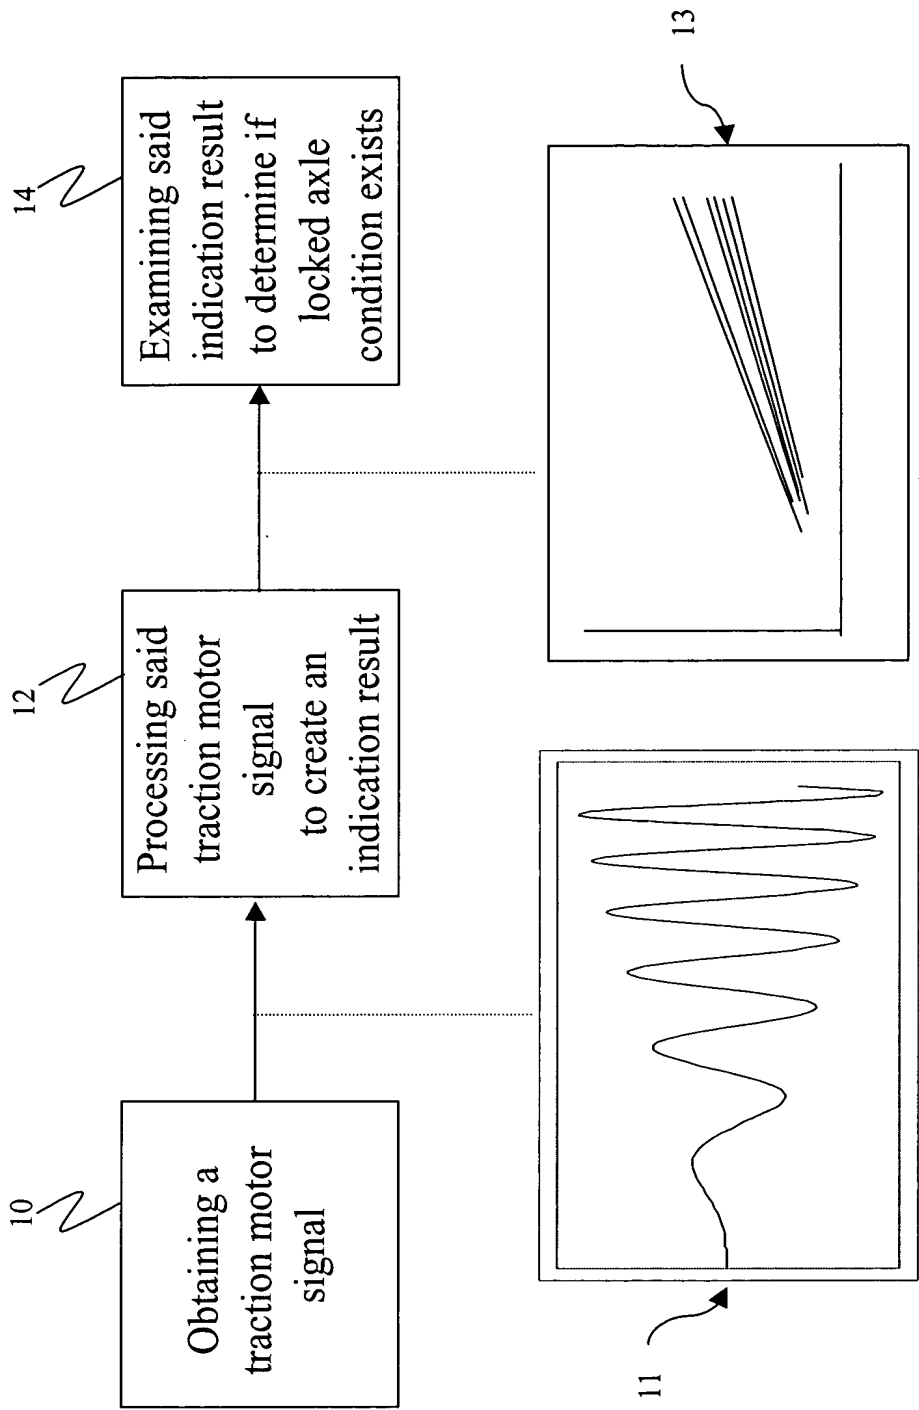 10
Obtaining a
traction motor
signal
12
Processing said
traction motor
signal
to create an
indication result
14
Examining said
indication result
to determine if
locked axle
condition exists
11
13